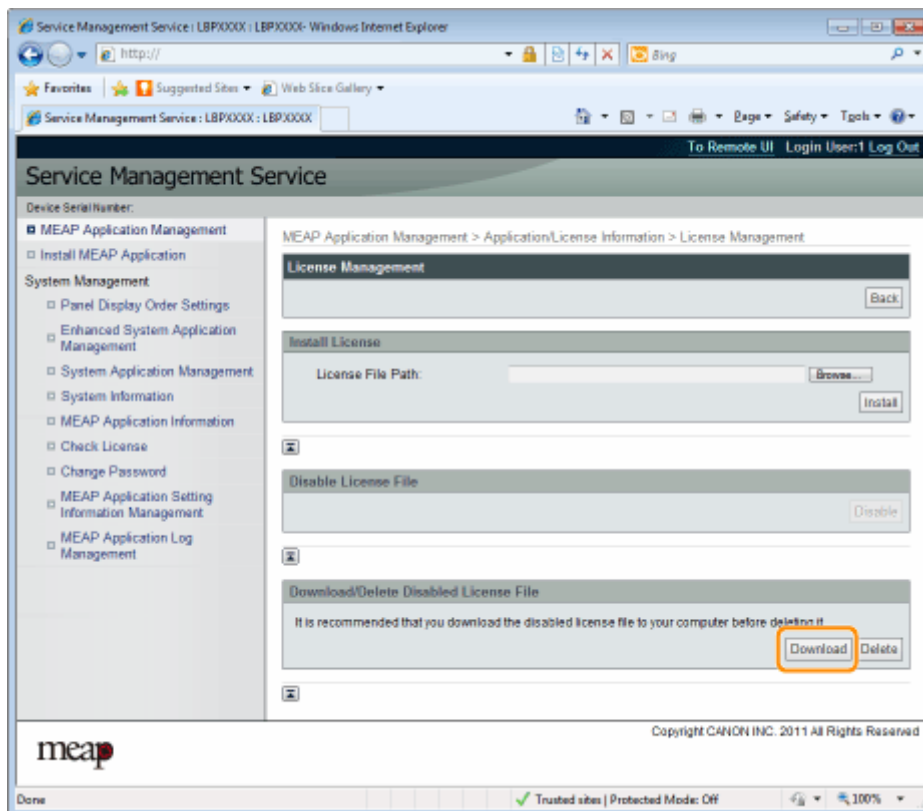 Service Management Service : LBPXXXX : LBPXXXX- Windows Internet Explorer
http://
Bing
Favorites Suggested Sites Web Slice Gallery
Service Management Service : LBPXXXX : LBPXXXX
Page Safety Tools
To Remote UI Login User:1 Log Out
Service Management Service
Device Serial Number:
MEAP Application Management
Install MEAP Application
System Management
Panel Display Order Settings
Enhanced System Application
Management
System Application Management
System Information
MEAP Application Information
Check License
Change Password
MEAP Application Setting
Information Management
MEAP Application Log
Management
MEAP Application Management > Application/License Information > License Management
License Management
Back
Install License
License File Path:
Browse...
Install
Disable License File
Disable
Download/Delete Disabled License File
It is recommended that you download the disabled license file to your computer before deleting it.
Download Delete
Copyright CANON INC. 2011 All Rights Reserved
meap
Done
Trusted sites | Protected Mode: Off
100%